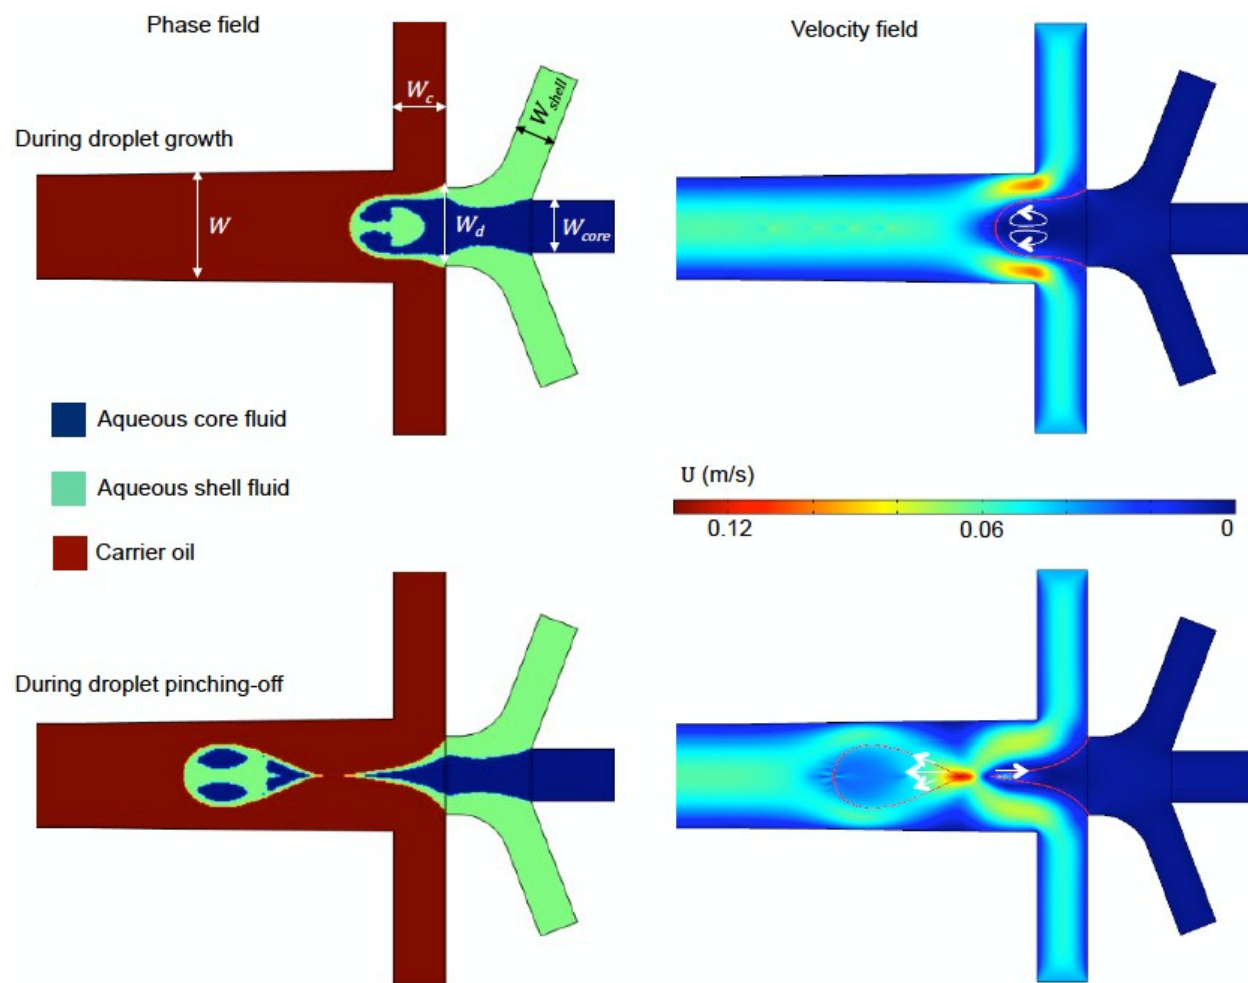 Phase field
Velocity field
W_c
W_shell
During droplet growth
W
W_d
W_core
Aqueous core fluid
Aqueous shell fluid
Carrier oil
U (m/s)
0.12
0.06
0
During droplet pinching-off